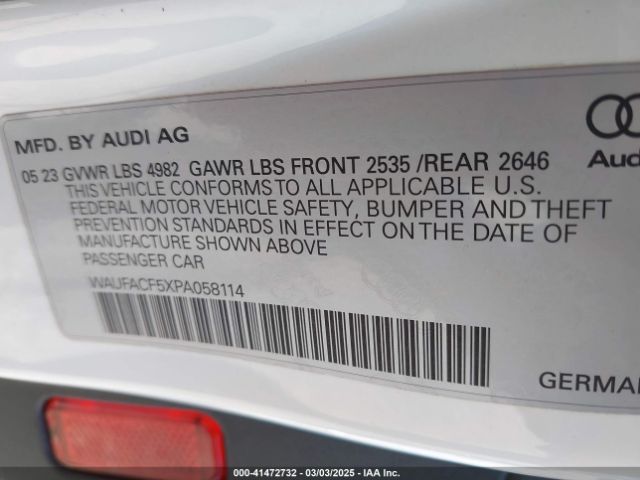 MFD. BY AUDI AG
05 23 GVWR LBS 4982 GAWR LBS FRONT 2535 /REAR 2646
THIS VEHICLE CONFORMS TO ALL APPLICABLE U.S.
FEDERAL MOTOR VEHICLE SAFETY, BUMPER AND THEFT
PREVENTION STANDARDS IN EFFECT ON THE DATE OF
MANUFACTURE SHOWN ABOVE
PASSENGER CAR
WAUFACF5XPA058114
Aud
GERMAN
000-41472732 - 03/03/2025 - IAA Inc.